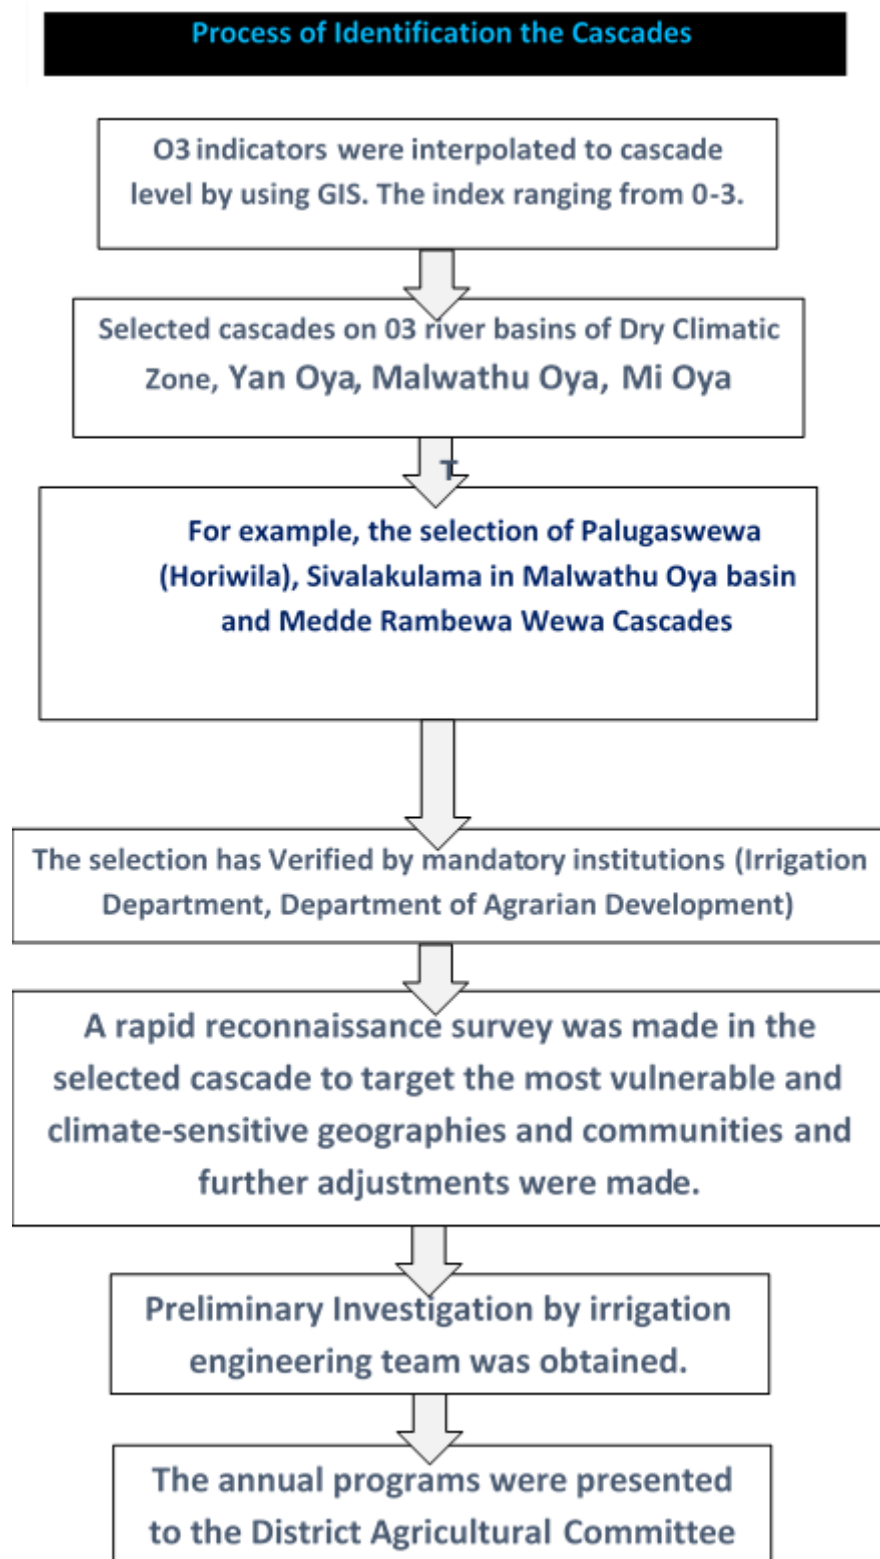 Process of Identification the Cascades
O3 indicators were interpolated to cascade
level by using GIS. The index ranging from 0-3.
Selected cascades on 03 river basins of Dry Climatic
Zone, Yan Oya, Malwathu Oya, Mi Oya
T
For example, the selection of Palugaswewa
(Horiwila), Sivalakulama in Malwathu Oya basin
and Medde Rambewa Wewa Cascades
The selection has Verified by mandatory institutions (Irrigation
Department, Department of Agrarian Development)
A rapid reconnaissance survey was made in the
selected cascade to target the most vulnerable and
climate-sensitive geographies and communities and
further adjustments were made.
Preliminary Investigation by irrigation
engineering team was obtained.
The annual programs were presented
to the District Agricultural Committee